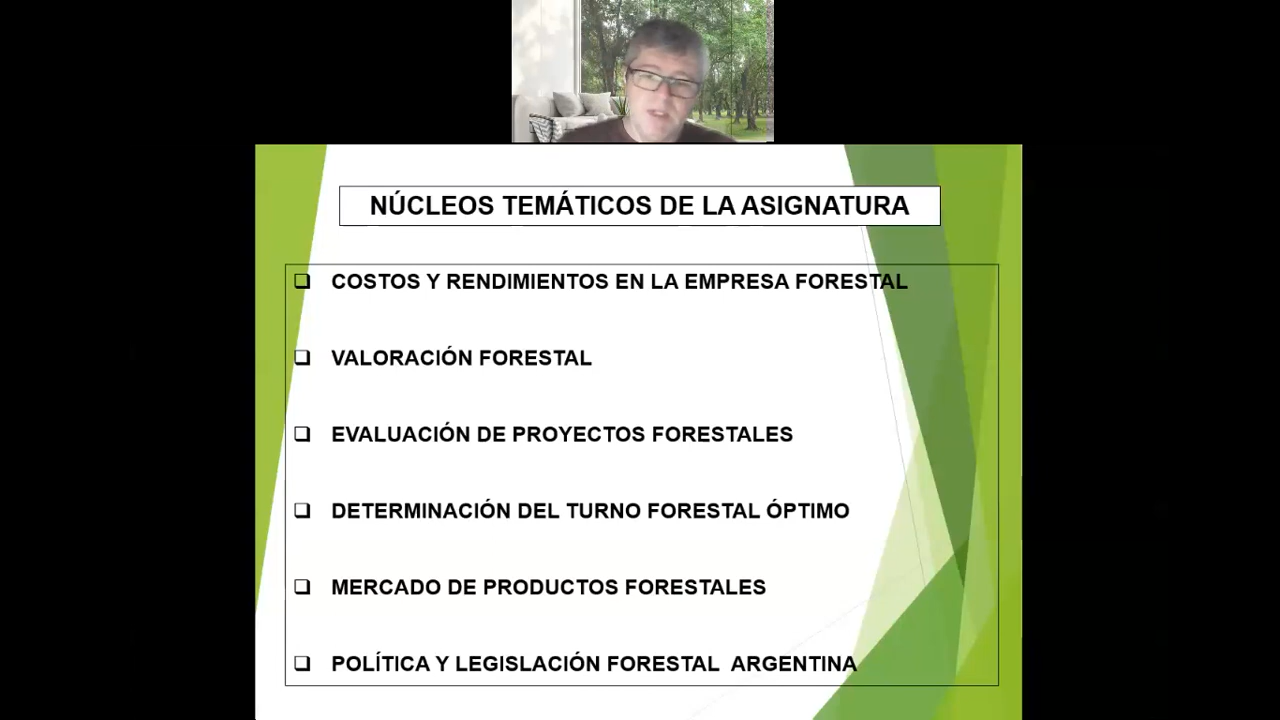 NÚCLEOS TEMÁTICOS DE LA ASIGNATURA
❑ COSTOS Y RENDIMIENTOS EN LA EMPRESA FORESTAL
❑ VALORACIÓN FORESTAL
❑ EVALUACIÓN DE PROYECTOS FORESTALES
❑ DETERMINACIÓN DEL TURNO FORESTAL ÓPTIMO
❑ MERCADO DE PRODUCTOS FORESTALES
❑ POLÍTICA Y LEGISLACIÓN FORESTAL ARGENTINA